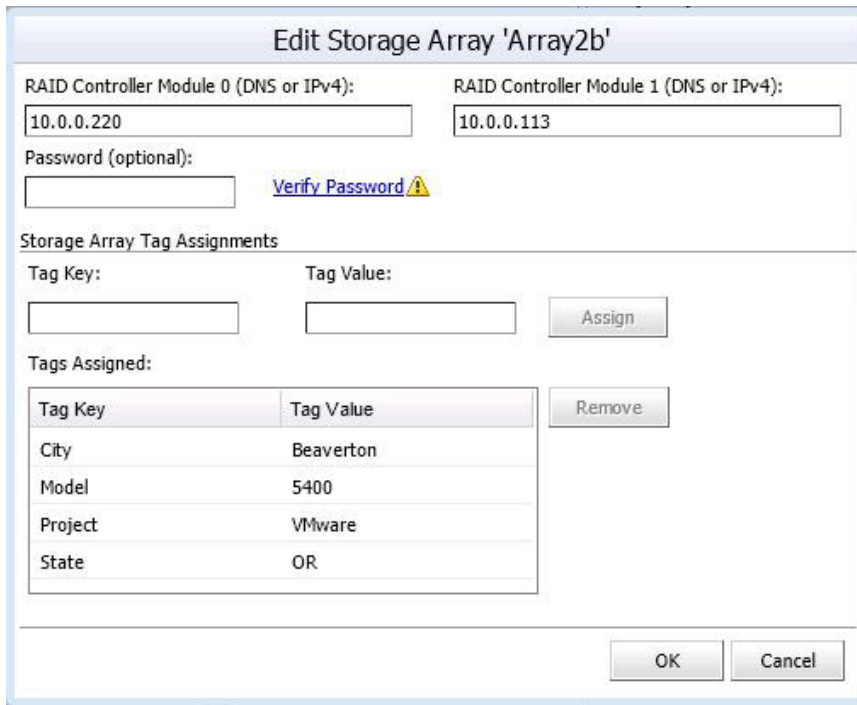 Edit Storage Array 'Array2b'
RAID Controller Module 0 (DNS or IPv4): RAID Controller Module 1 (DNS or IPv4):
10.0.0.220 10.0.0.113
Password (optional):
Verify Password
Storage Array Tag Assignments
Tag Key: Tag Value:
Assign
Tags Assigned:
Tag Key Tag Value Remove
City Beaverton
Model 5400
Project VMware
State OR
OK Cancel